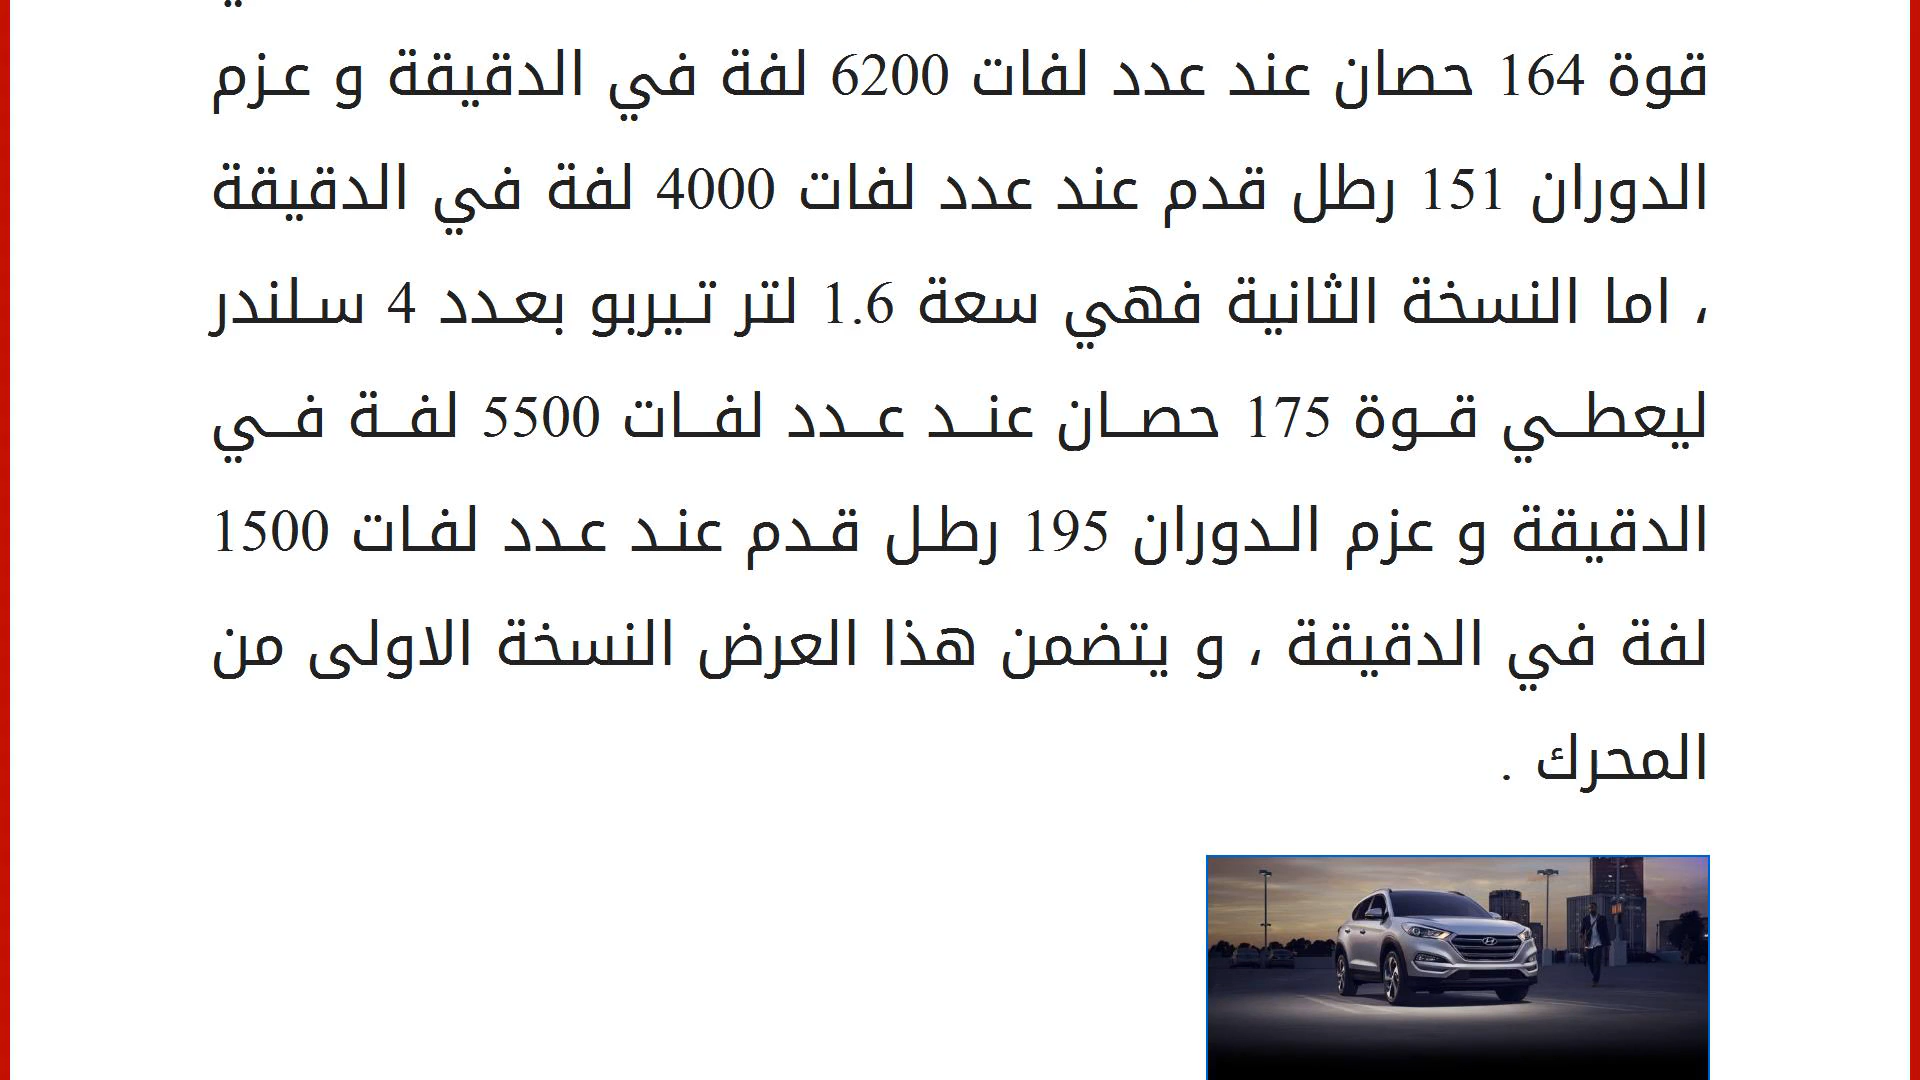 قوة 164 حصان عند عدد لفات 6200 لفة في الدقيقة و عزم
الدوران 151 رطل قدم عند عدد لفات 4000 لفة في الدقيقة
، اما النسخة الثانية فهي سعة 1.6 لتر تيربو بعدد 4 سلندر
ليعطي قوة 175 حصان عند عدد لفات 5500 لفة في
الدقيقة و عزم الدوران 195 رطل قدم عند عدد لفات 1500
لفة في الدقيقة ، و يتضمن هذا العرض النسخة الاولى من
المحرك .